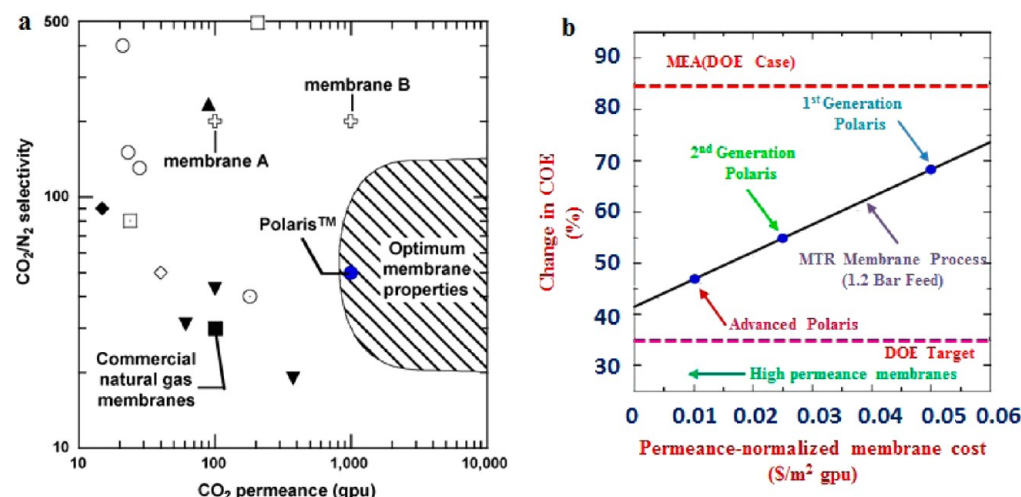 a
500
100
10
10
100
1,000
10,000
CO₂/N₂ selectivity
CO₂ permeance (gpu)
membrane B
membrane A
Polaris™
Optimum
membrane
properties
Commercial
natural gas
membranes
b
95
90
80
70
60
50
40
35
30
Change in COE
(%)
MEA(DOE Case)
1st Generation
Polaris
2nd Generation
Polaris
MTR Membrane Process
(1.2 Bar Feed)
Advanced Polaris
DOE Target
High permeance membranes
0
0.01
0.02
0.03
0.04
0.05
0.06
Permeance-normalized membrane cost
($/m² gpu)